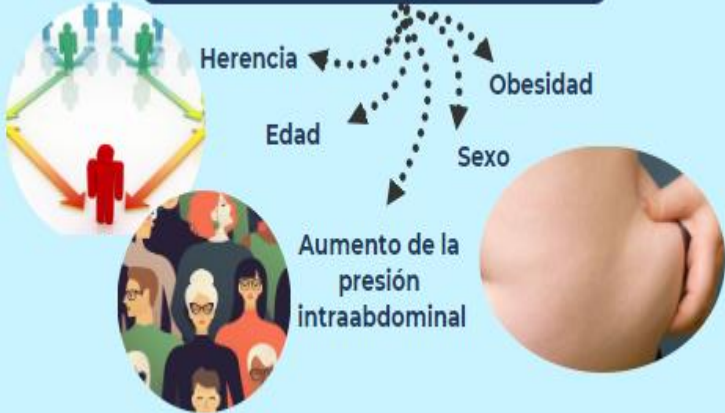 Herencia
Obesidad
Edad
Sexo
Aumento de la
presión
intraabdominal